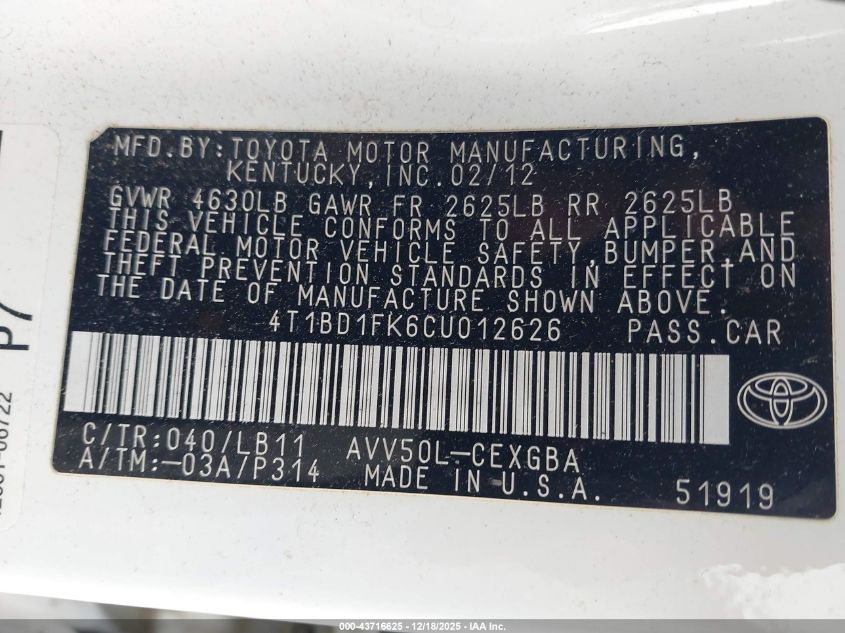 MFD.BY:TOYOTA MOTOR MANUFACTURING,
KENTUCKY,INC.02/12
GVWR 4630LB GAWR FR 2625LB RR 2625LB
THIS VEHICLE CONFORMS TO ALL APPLICABLE
FEDERAL MOTOR VEHICLE SAFETY,BUMPER,AND
THEFT PREVENTION STANDARDS IN EFFECT ON
THE DATE OF MANUFACTURE SHOWN ABOVE.
4T1BD1FK6CU012626 PASS.CAR
C/TR:040/LB11 AVV50L-CEXGBA
A/TM:-03A/P314 MADE IN U.S.A. 51919
P7
000-43716625 - 12/18/2025 - IAA Inc.